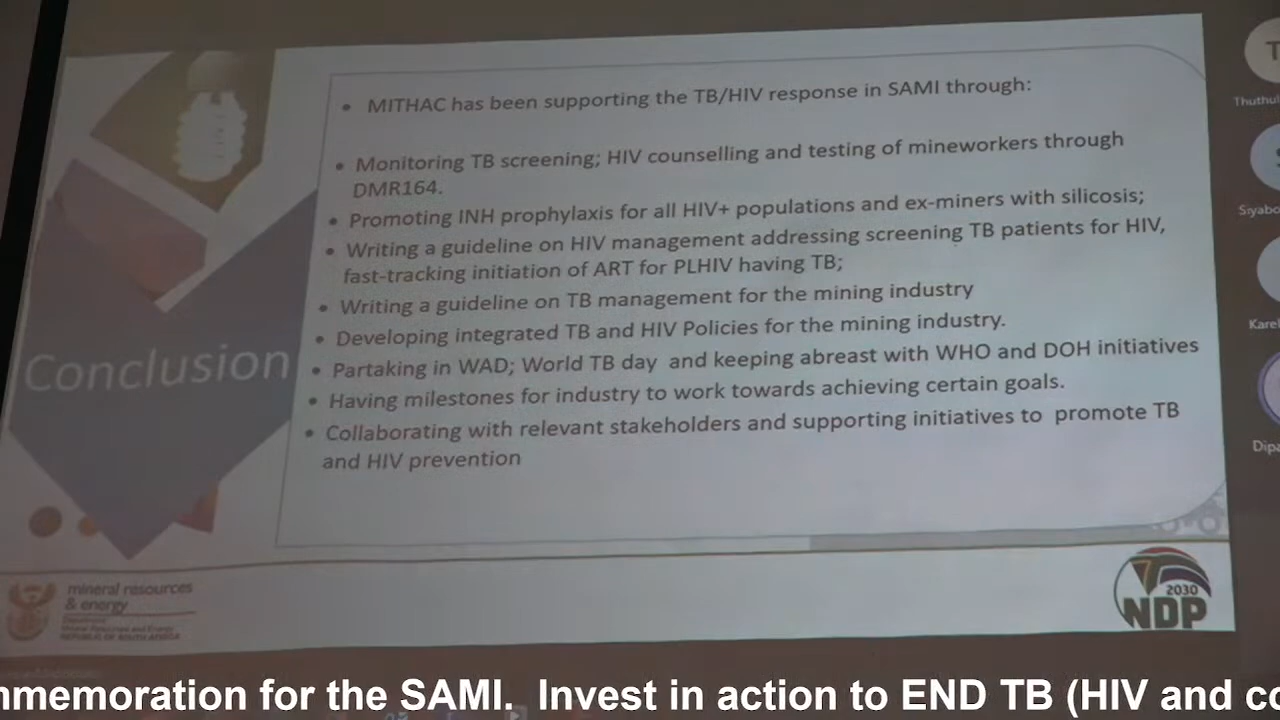 MITHAC has been supporting the TB/HIV response in SAMI through:
Monitoring TB screening; HIV counselling and testing of mineworkers through
DMR164.
Promoting INH prophylaxis for all HIV+ populations and ex-miners with silicosis;
Writing a guideline on HIV management addressing screening TB patients for HIV,
fast-tracking initiation of ART for PLHIV having TB;
Writing a guideline on TB management for the mining industry
Developing integrated TB and HIV Policies for the mining industry.
Partaking in WAD; World TB day and keeping abreast with WHO and DOH initiatives
Having milestones for industry to work towards achieving certain goals.
Collaborating with relevant stakeholders and supporting initiatives to promote TB
and HIV prevention
Conclusion
mineral resources
& energy
Department:
Mineral Resources and Energy
REPUBLIC OF SOUTH AFRICA
2030
NDP
T
Thuthu
Siyabo
Karel
Dipa
mmemoration for the SAMI. Invest in action to END TB (HIV and co